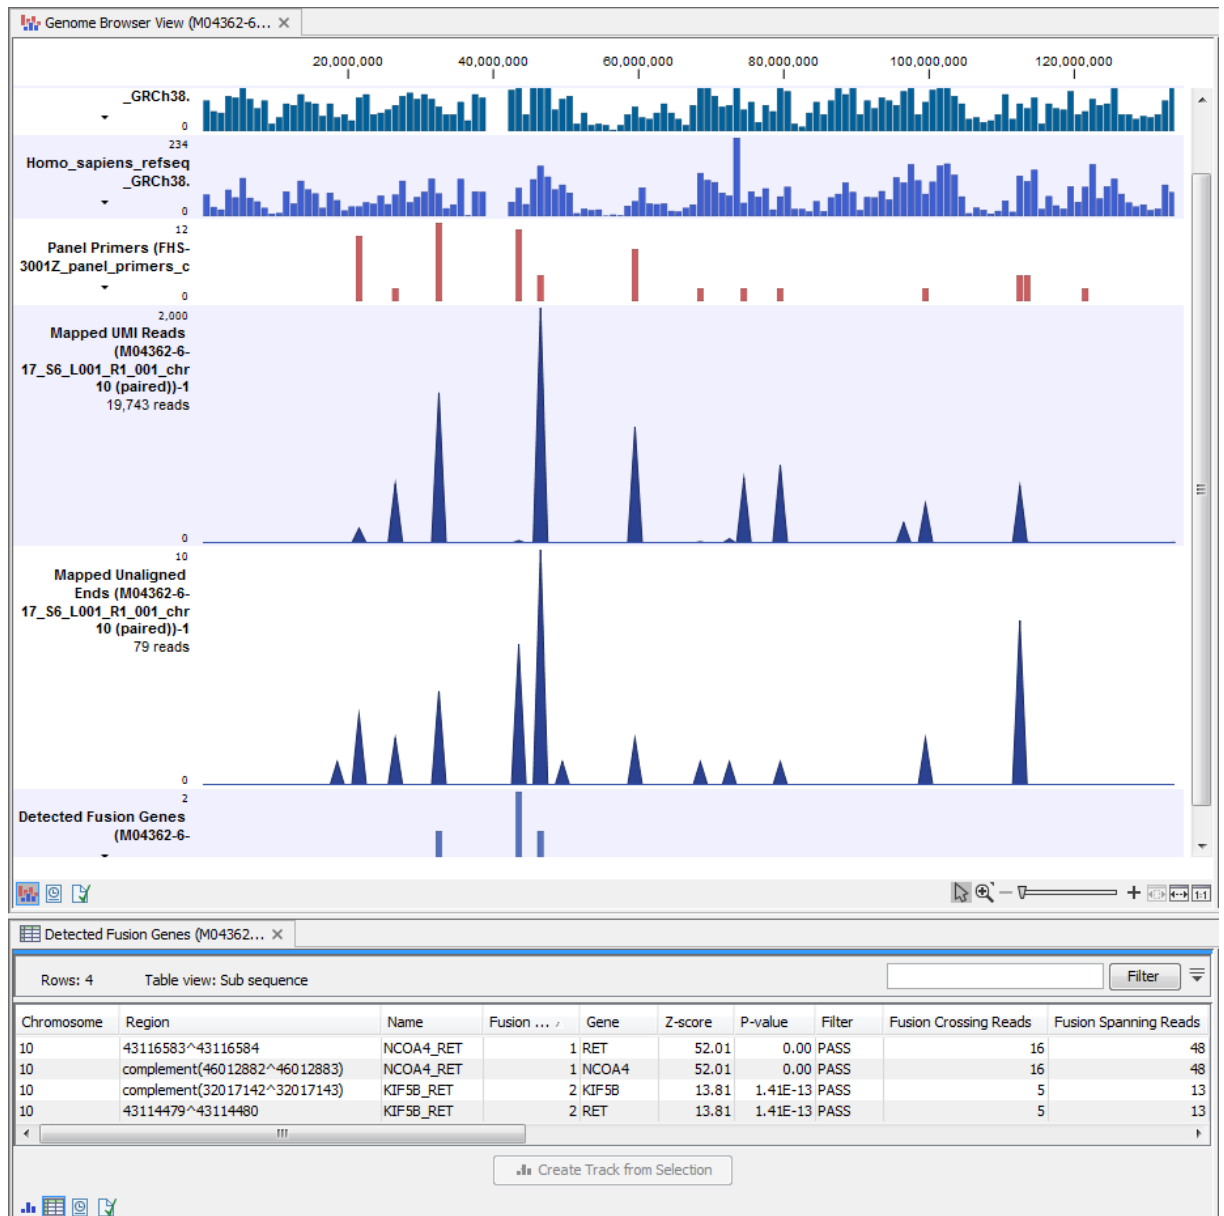 Genome Browser View (M04362-6... ×
20,000,000 40,000,000 60,000,000 80,000,000 100,000,000 120,000,000
_GRCh38.
0
234
Homo_sapiens_refseq
_GRCh38.
0
12
Panel Primers (FHS-
3001Z_panel_primers_c
0
2,000
Mapped UMI Reads
(M04362-6-
17_S6_L001_R1_001_chr
10 (paired))-1
19,743 reads
0
10
Mapped Unaligned
Ends (M04362-6-
17_S6_L001_R1_001_chr
10 (paired))-1
79 reads
0
2
Detected Fusion Genes
(M04362-6-
1:1
Detected Fusion Genes (M04362... ×
Rows: 4 Table view: Sub sequence Filter
Chromosome Region Name Fusion ... Gene Z-score P-value Filter Fusion Crossing Reads Fusion Spanning Reads
10 43116583^43116584 NCOA4_RET 1 RET 52.01 0.00 PASS 16 48
10 complement(46012882^46012883) NCOA4_RET 1 NCOA4 52.01 0.00 PASS 16 48
10 complement(32017142^32017143) KIF5B_RET 2 KIF5B 13.81 1.41E-13 PASS 5 13
10 43114479^43114480 KIF5B_RET 2 RET 13.81 1.41E-13 PASS 5 13
Create Track from Selection